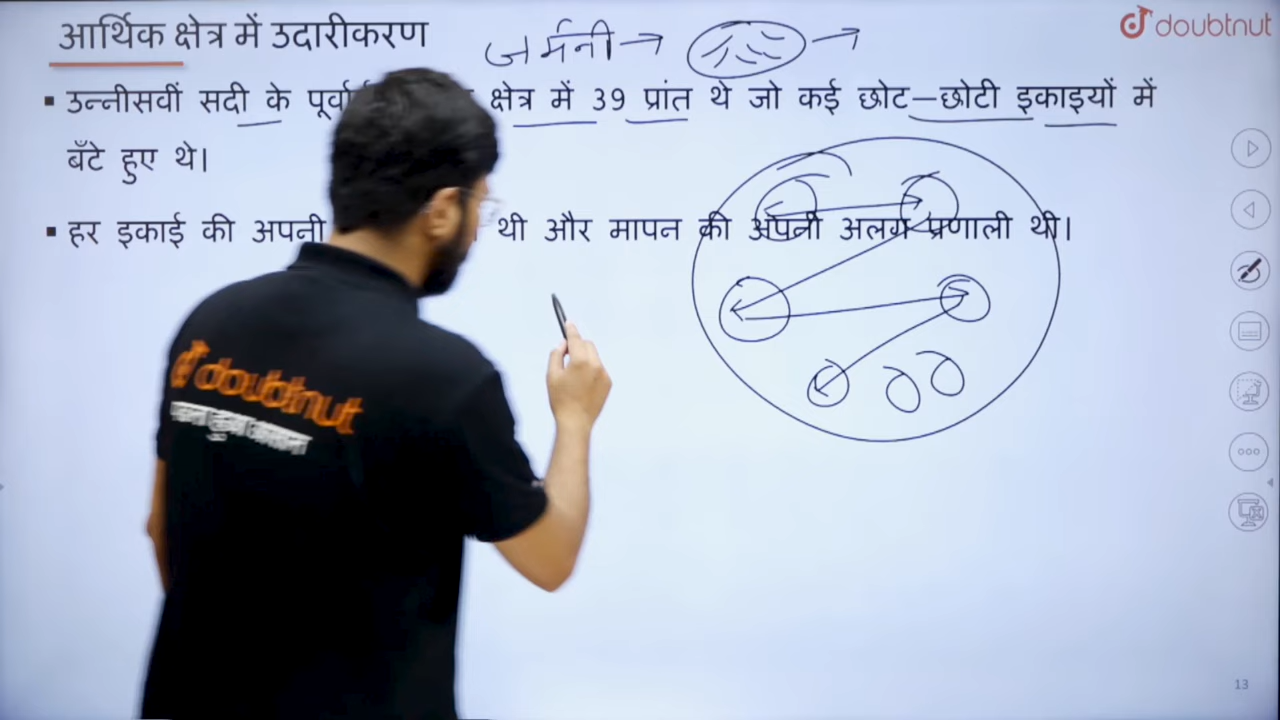 आर्थिक क्षेत्र में उदारीकरण
जर्मनी
doubtnut
▪ उन्नीसवीं सदी के पूर्वा क्षेत्र में 39 प्रांत थे जो कई छोट–छोटी इकाइयों में
बँटे हुए थे।
▪ हर इकाई की अपनी थी और मापन की अपनी अलग प्रणाली थी।
doubtnut
13